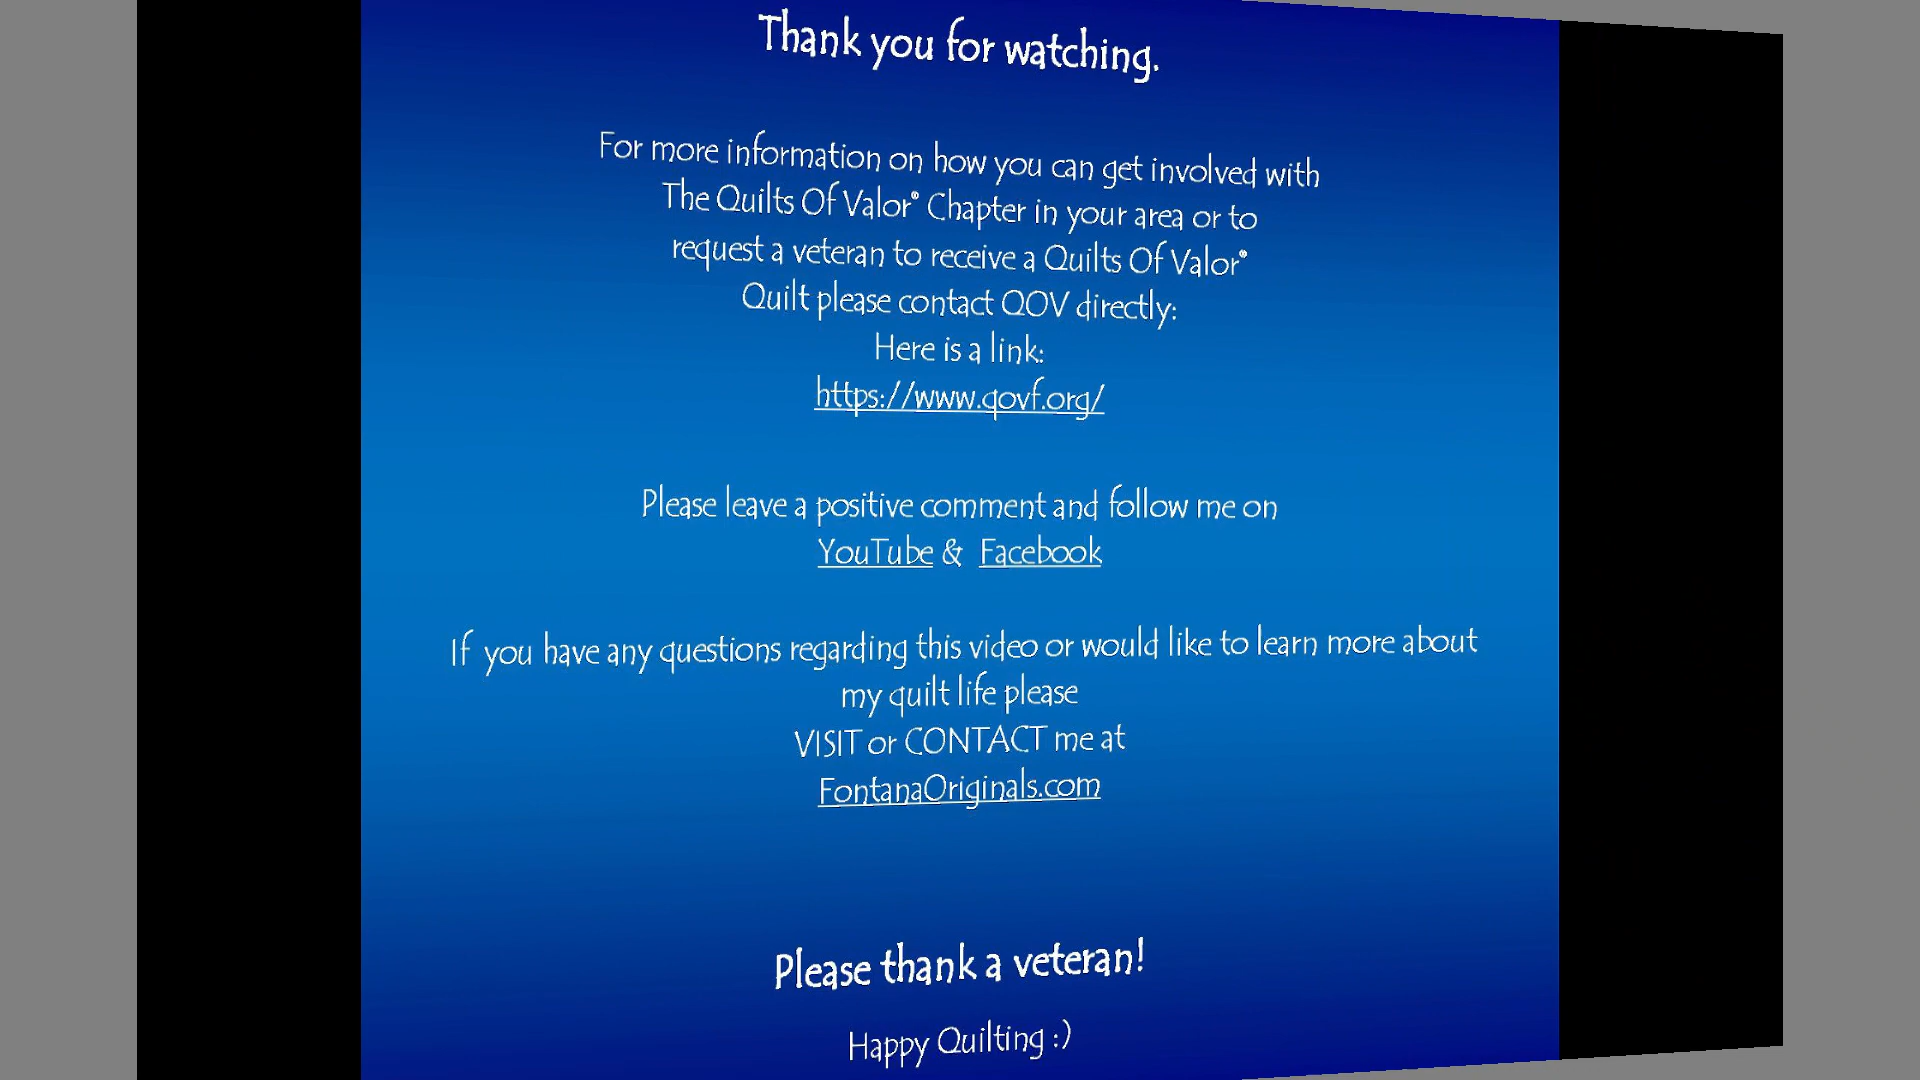 Thank you for watching.
For more information on how you can get involved with
The Quilts Of Valor® Chapter in your area or to
request a veteran to receive a Quilts Of Valor®
Quilt please contact QOV directly:
Here is a link:
https://www.qovf.org/
Please leave a positive comment and follow me on
YouTube & Facebook
If you have any questions regarding this video or would like to learn more about
my quilt life please
VISIT or CONTACT me at
FontanaOriginals.com
Please thank a veteran!
Happy Quilting :)